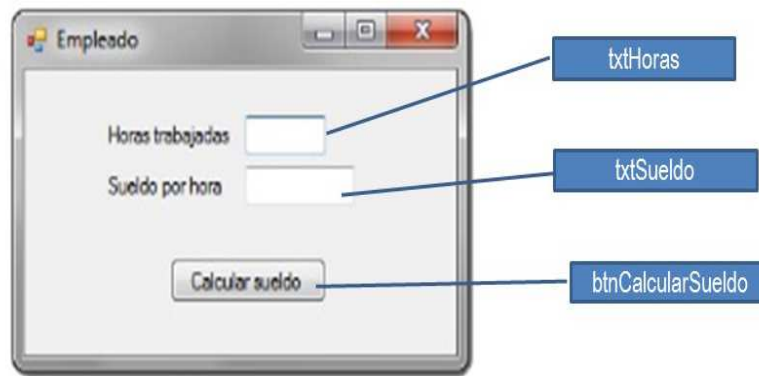 Empleado
txtHoras
Horas trabajadas
Sueldo por hora
txtSueldo
Calcular sueldo
btnCalcularSueldo